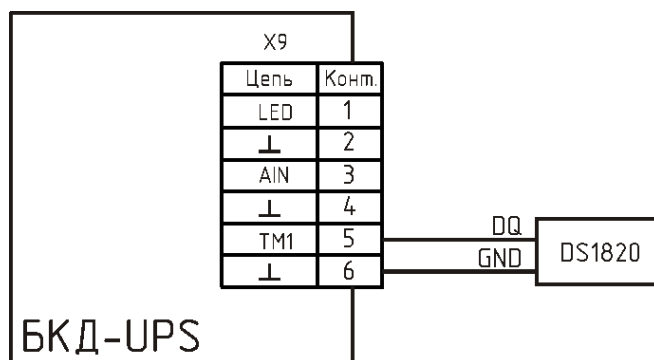 X9
Цепь Конт.
LED 1
⊥ 2
AIN 3
⊥ 4
TM1 5
⊥ 6
DQ
GND
DS1820
БКД-UPS